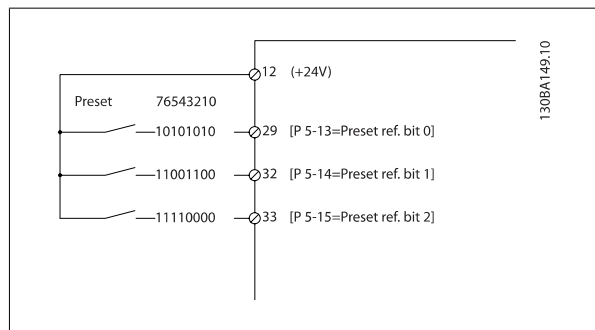 12 (+24V)
Preset 76543210
10101010 29 [P 5-13=Preset ref. bit 0]
11001100 32 [P 5-14=Preset ref. bit 1]
11110000 33 [P 5-15=Preset ref. bit 2]
130BA149.10